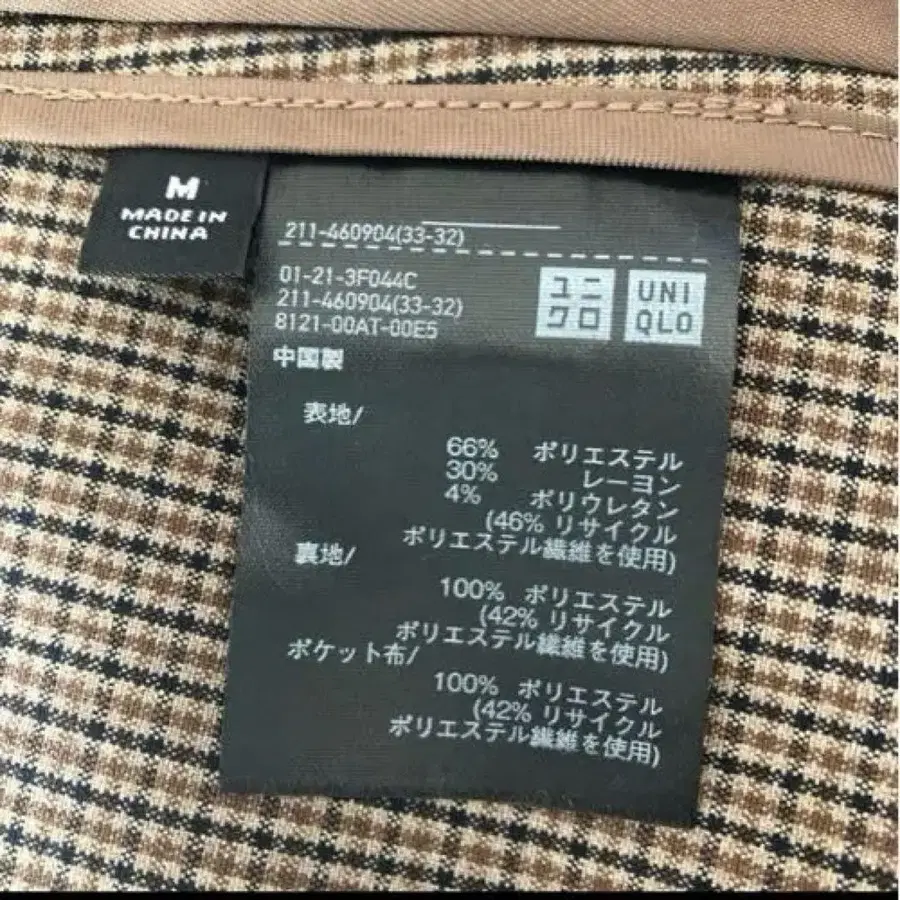 M
MADE IN
CHINA
211-460904(33-32)
01-21-3F044C
211-460904(33-32)
8121-00AT-00E5
ユニ
クロ
UNI
QLO
中国製
表地/
66% ポリエステル
30% レーヨン
4% ポリウレタン
(46% リサイクル
ポリエステル繊維を使用)
裏地/
100% ポリエステル
(42% リサイクル
ポリエステル繊維を使用)
ポケット布/
100% ポリエステル
(42% リサイクル
ポリエステル繊維を使用)